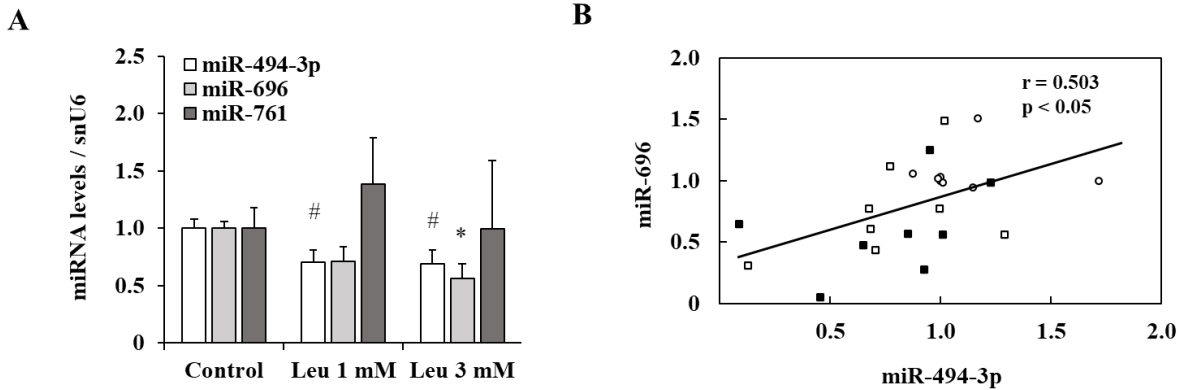 A
miRNA levels / snU6
2.5
2.0
1.5
1.0
0.5
0
miR-494-3p
miR-696
miR-761
#
#
*
Control
Leu 1 mM
Leu 3 mM
B
miR-696
2.0
1.5
1.0
0.5
0
r = 0.503
p < 0.05
0.5
1.0
1.5
2.0
miR-494-3p